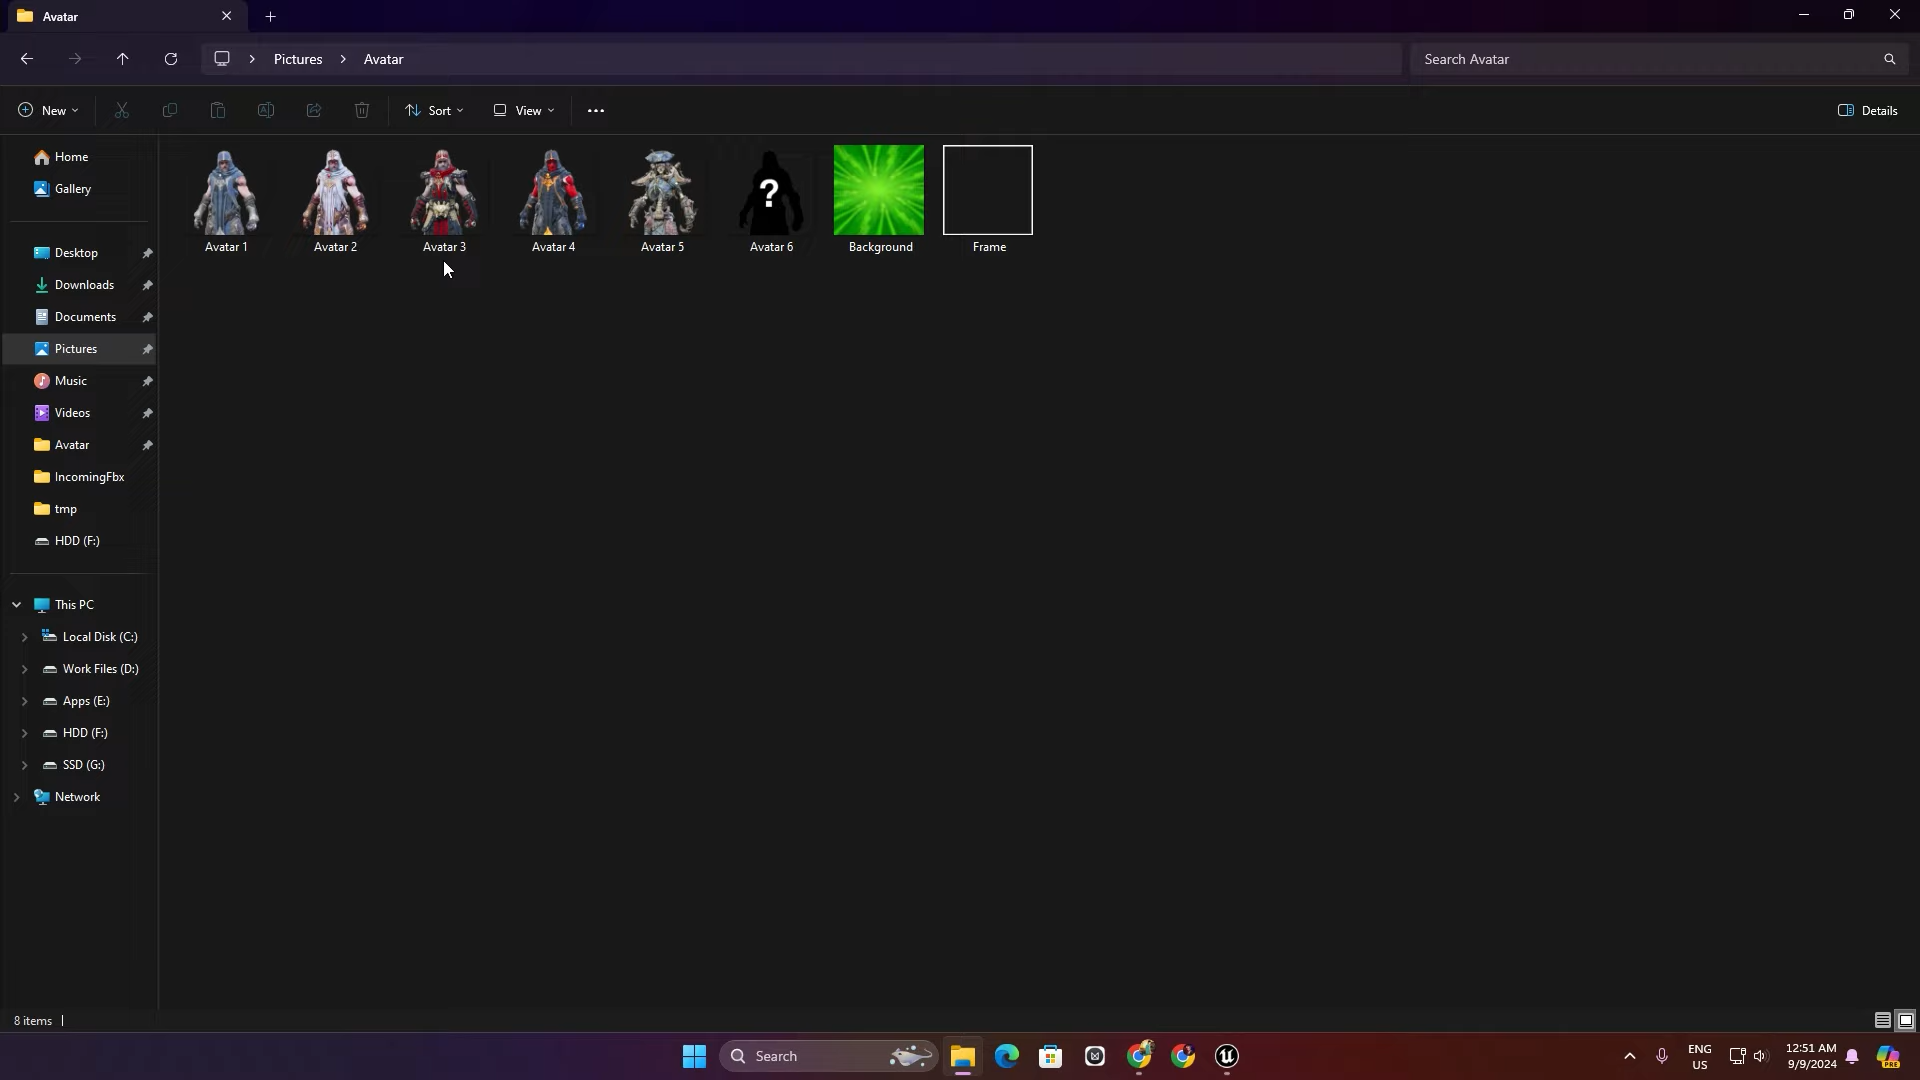 Avatar
Pictures
Avatar
Search Avatar
New
Sort
View
Details
Home
Gallery
Desktop
Downloads
Documents
Pictures
Music
Videos
Avatar
IncomingFbx
tmp
HDD (F:)
This PC
Local Disk (C:)
Work Files (D:)
Apps (E:)
HDD (F:)
SSD (G:)
Network
?
Avatar 1
Avatar 2
Avatar 3
Avatar 4
Avatar 5
Avatar 6
Background
Frame
8 items
Search
ENG
US
12:51 AM
9/9/2024
PRE